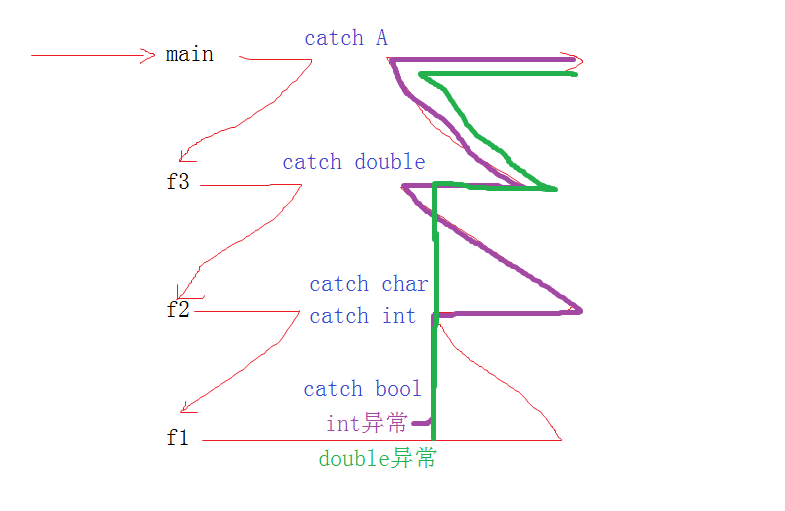 catch A
main
catch double
f3
catch char
f2
catch int
catch bool
int异常
f1
double异常